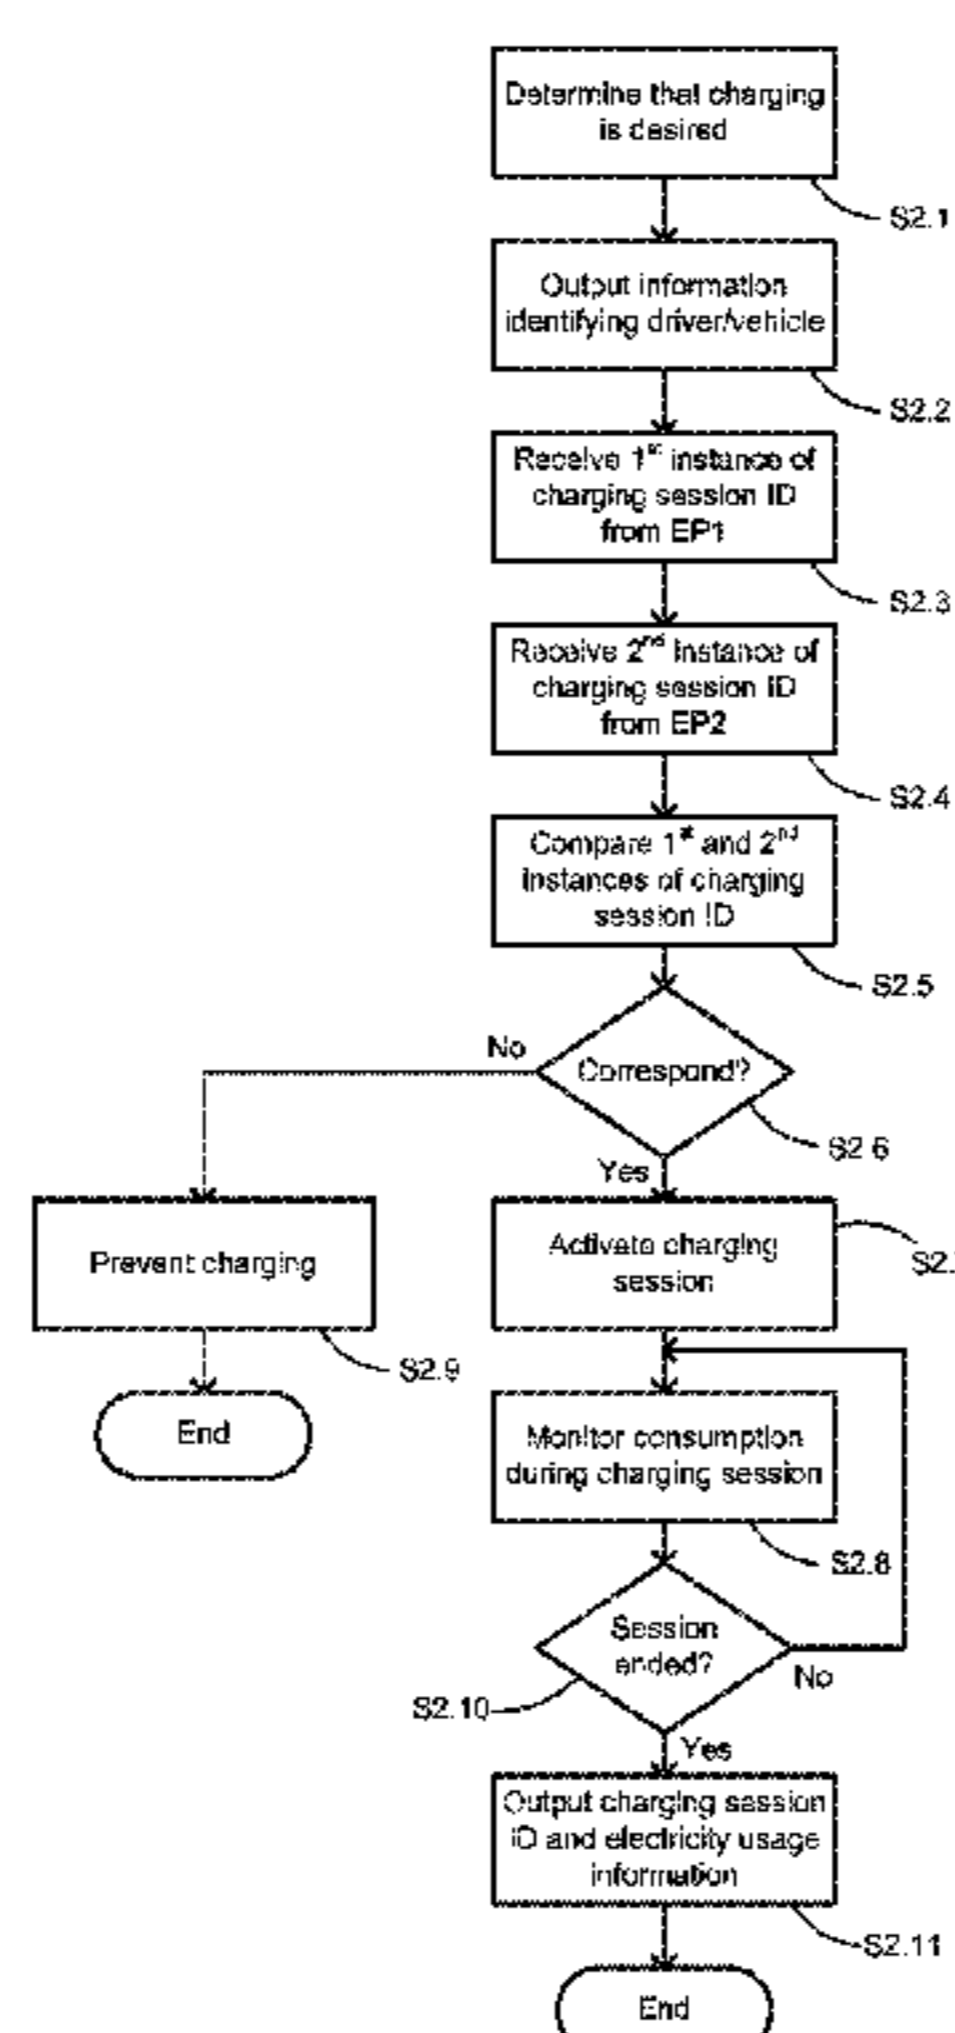 Determine that charging
is desired
S2.1
Output information
identifying driver/vehicle
S2.2
Receive 1st instance of
charging session ID
from EP1
S2.3
Receive 2nd instance of
charging session ID
from EP2
S2.4
Compare 1st and 2nd
instances of charging
session ID
S2.5
No
Correspond?
S2.6
Yes
Prevent charging
S2.9
End
Activate charging
session
S2.
Monitor consumption
during charging session
S2.8
Session
ended?
No
S2.10
Yes
Output charging session
ID and electricity usage
information
S2.11
End